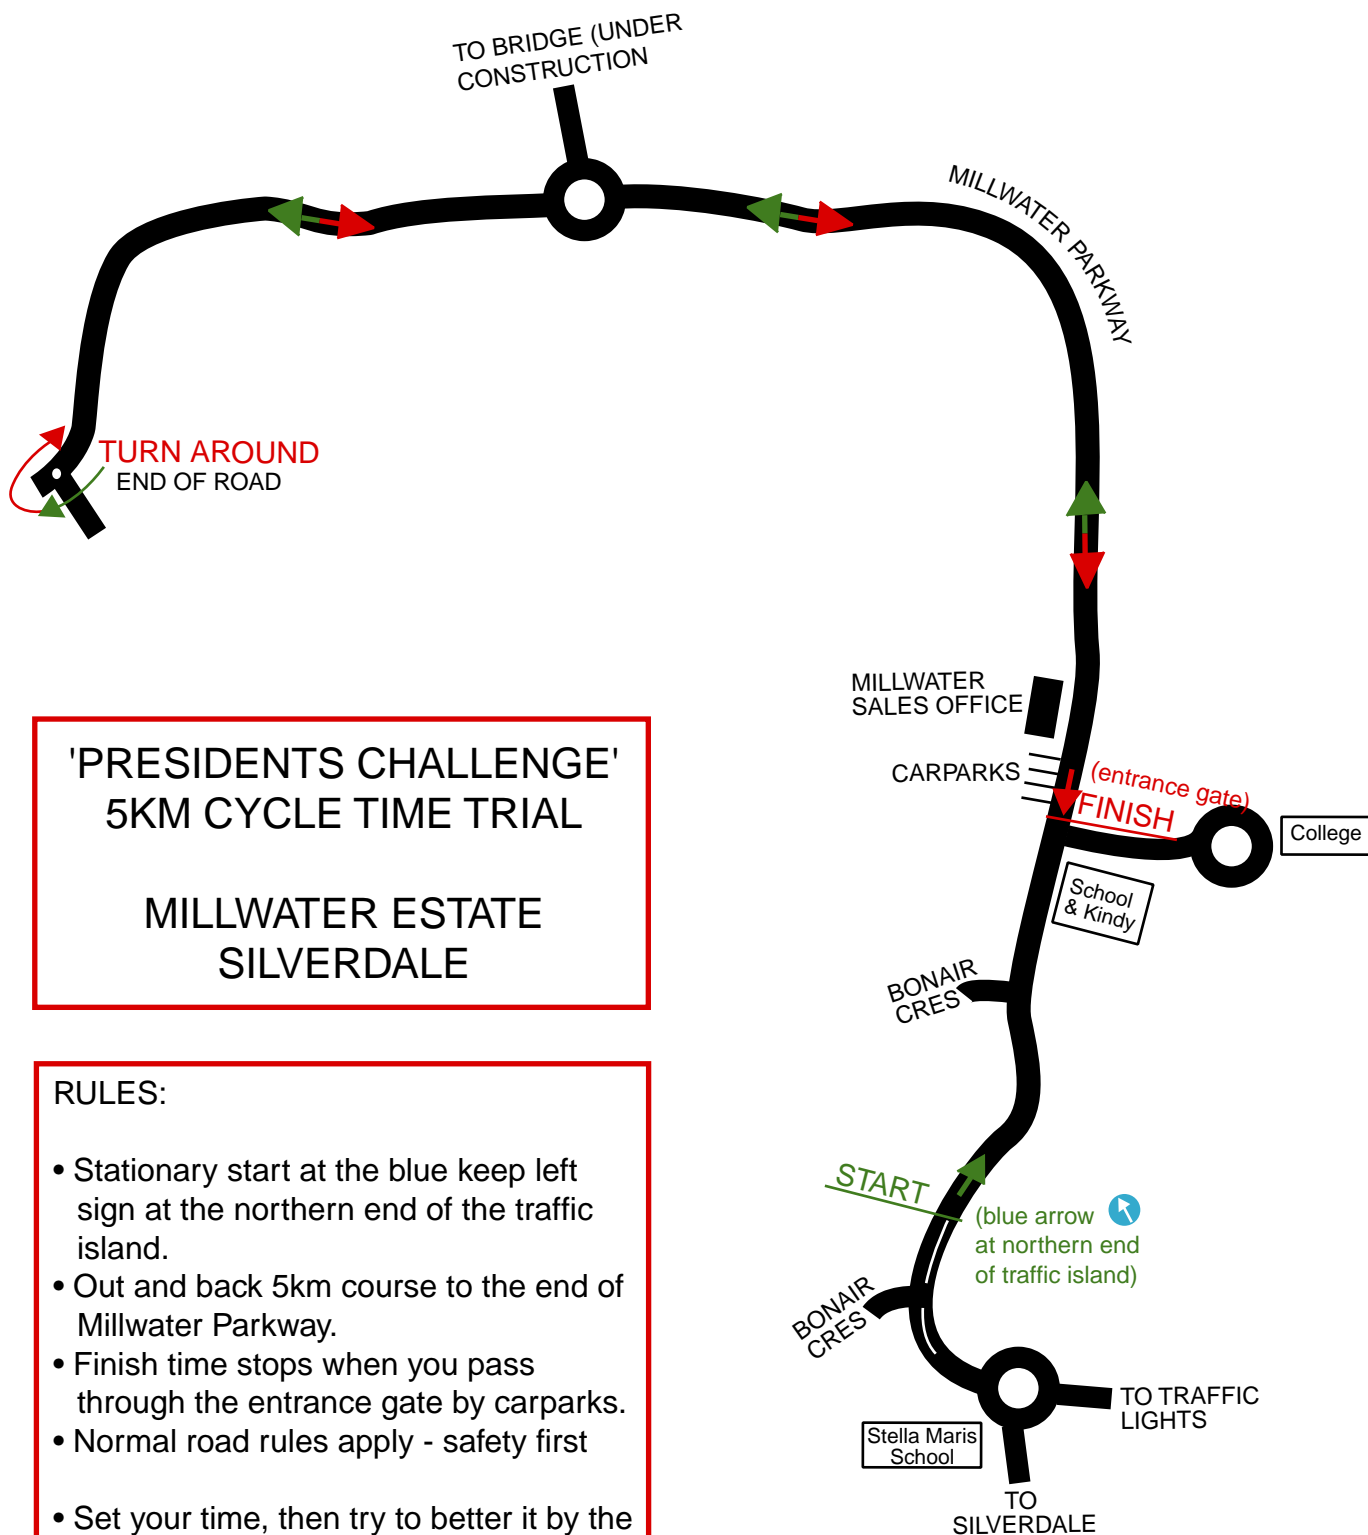 TO BRIDGE (UNDER
CONSTRUCTION
MILLWATER PARKWAY
TURN AROUND
END OF ROAD
MILLWATER
SALES OFFICE
CARPARKS
(entrance gate)
FINISH
College
School
& Kindy
BONAIR
CRES
START
(blue arrow
at northern end
of traffic island)
BONAIR
CRES
TO TRAFFIC
LIGHTS
Stella Maris
School
TO
SILVERDALE
'PRESIDENTS CHALLENGE'
5KM CYCLE TIME TRIAL
MILLWATER ESTATE
SILVERDALE
RULES:
• Stationary start at the blue keep left
sign at the northern end of the traffic
island.
• Out and back 5km course to the end of
Millwater Parkway.
• Finish time stops when you pass
through the entrance gate by carparks.
• Normal road rules apply - safety first
• Set your time, then try to better it by the